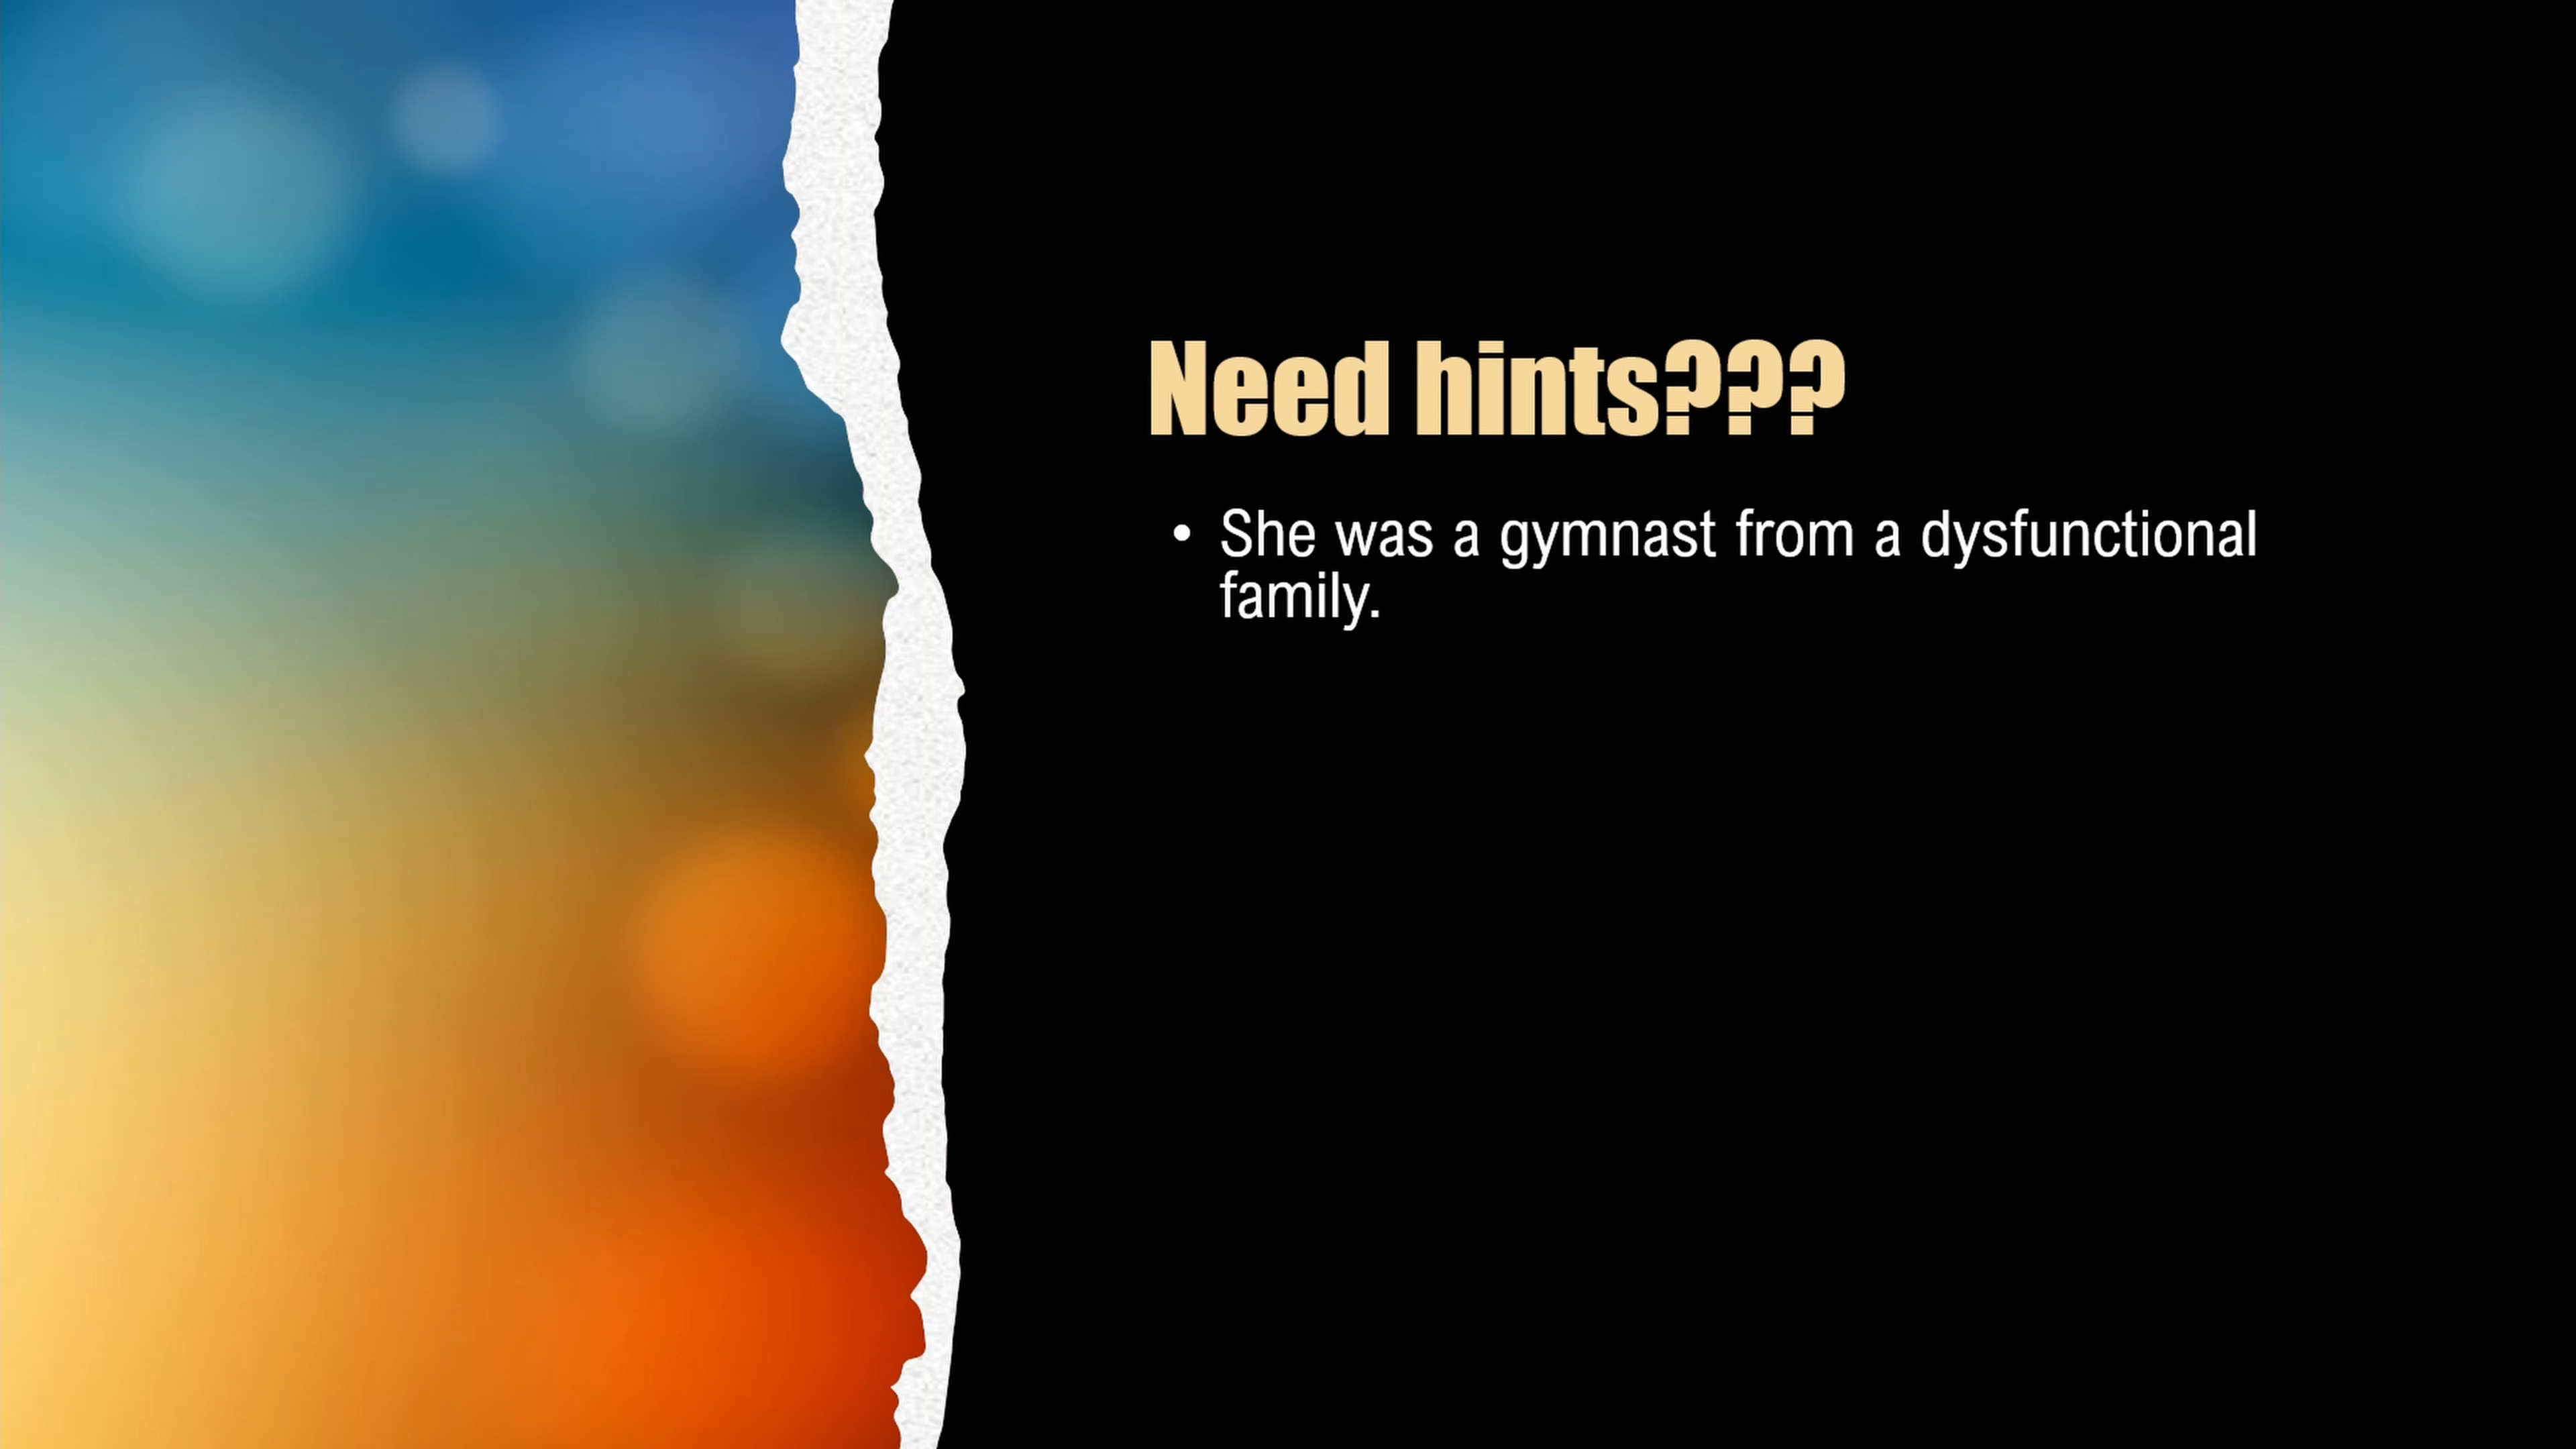 Need hints???
• She was a gymnast from a dysfunctional
family.